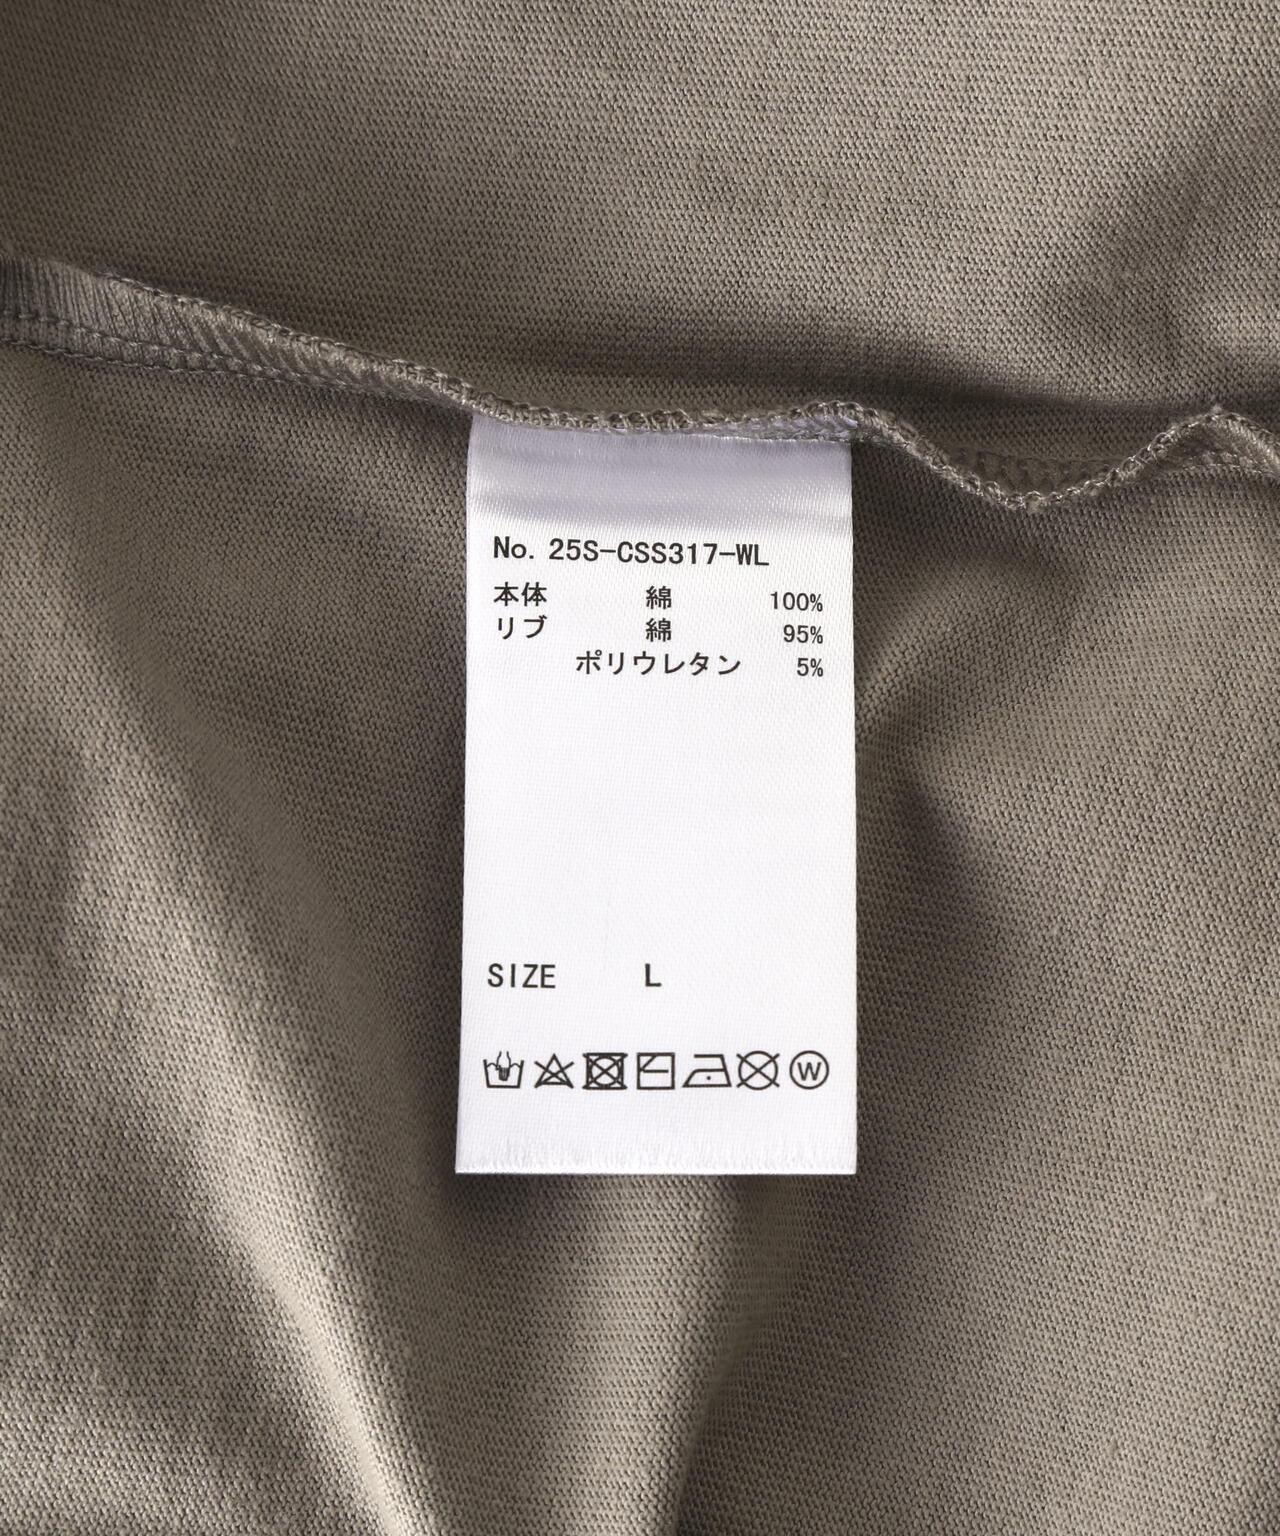 No. 25S-CSS317-WL
本体 綿 100%
リブ 綿 95%
ポリウレタン 5%
SIZE L
W